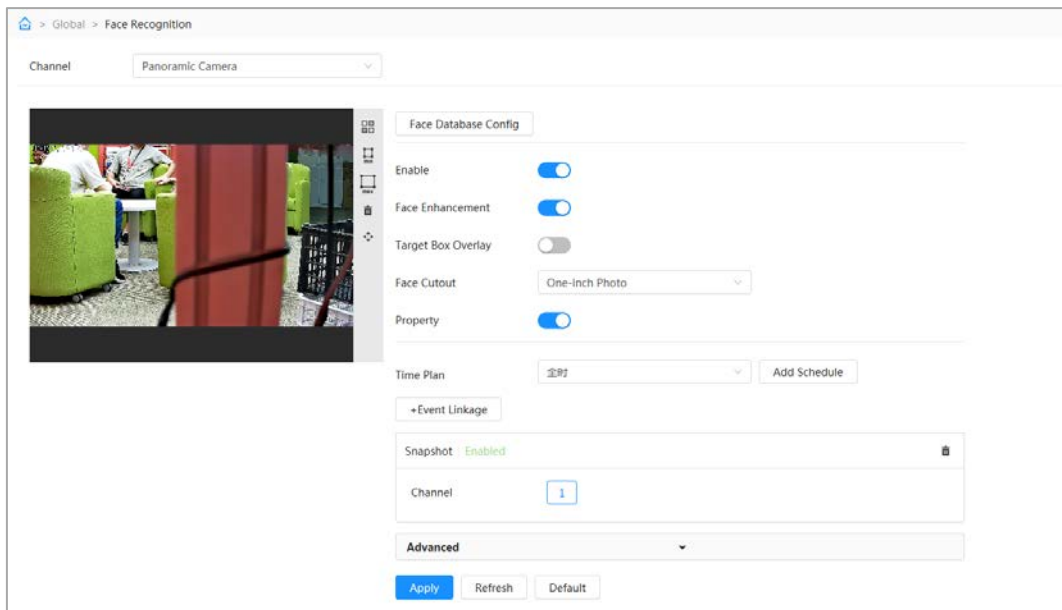 > Global > Face Recognition
Channel Panoramic Camera
Face Database Config
Enable
Face Enhancement
Target Box Overlay
Face Cutout One-inch Photo
Property
Time Plan 全时 Add Schedule
+Event Linkage
Snapshot Enabled
Channel 1
Advanced
Apply Refresh Default